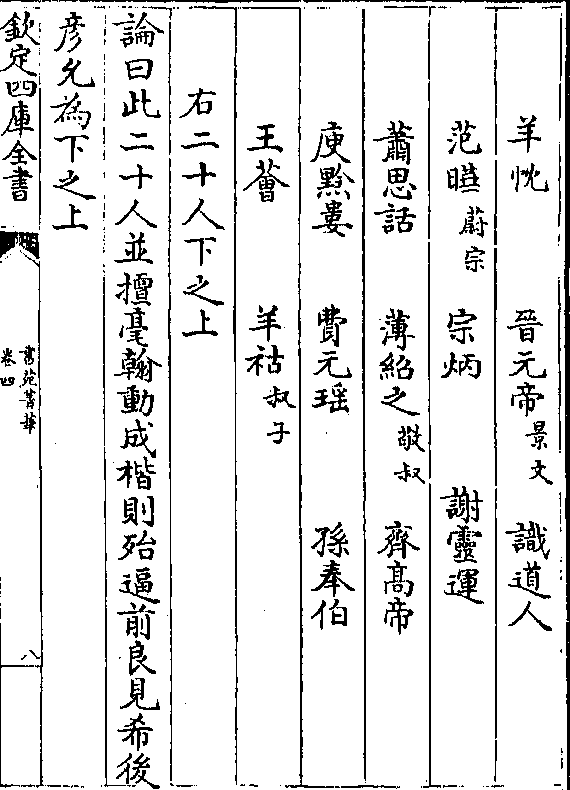 羊忱 晉元帝景文 識道人
范曄蔚宗 宗炳 謝靈運
蕭思話 薄紹之敬叔 齊高帝
庾黔婁 費元瑶 孫奉伯
王薈 羊祜叔子
右二十人下之上
論曰此二十人並擅毫翰動成楷則殆逼前良見希後
彦允為下之上
欽定四庫全書
書苑菁華
卷四
八